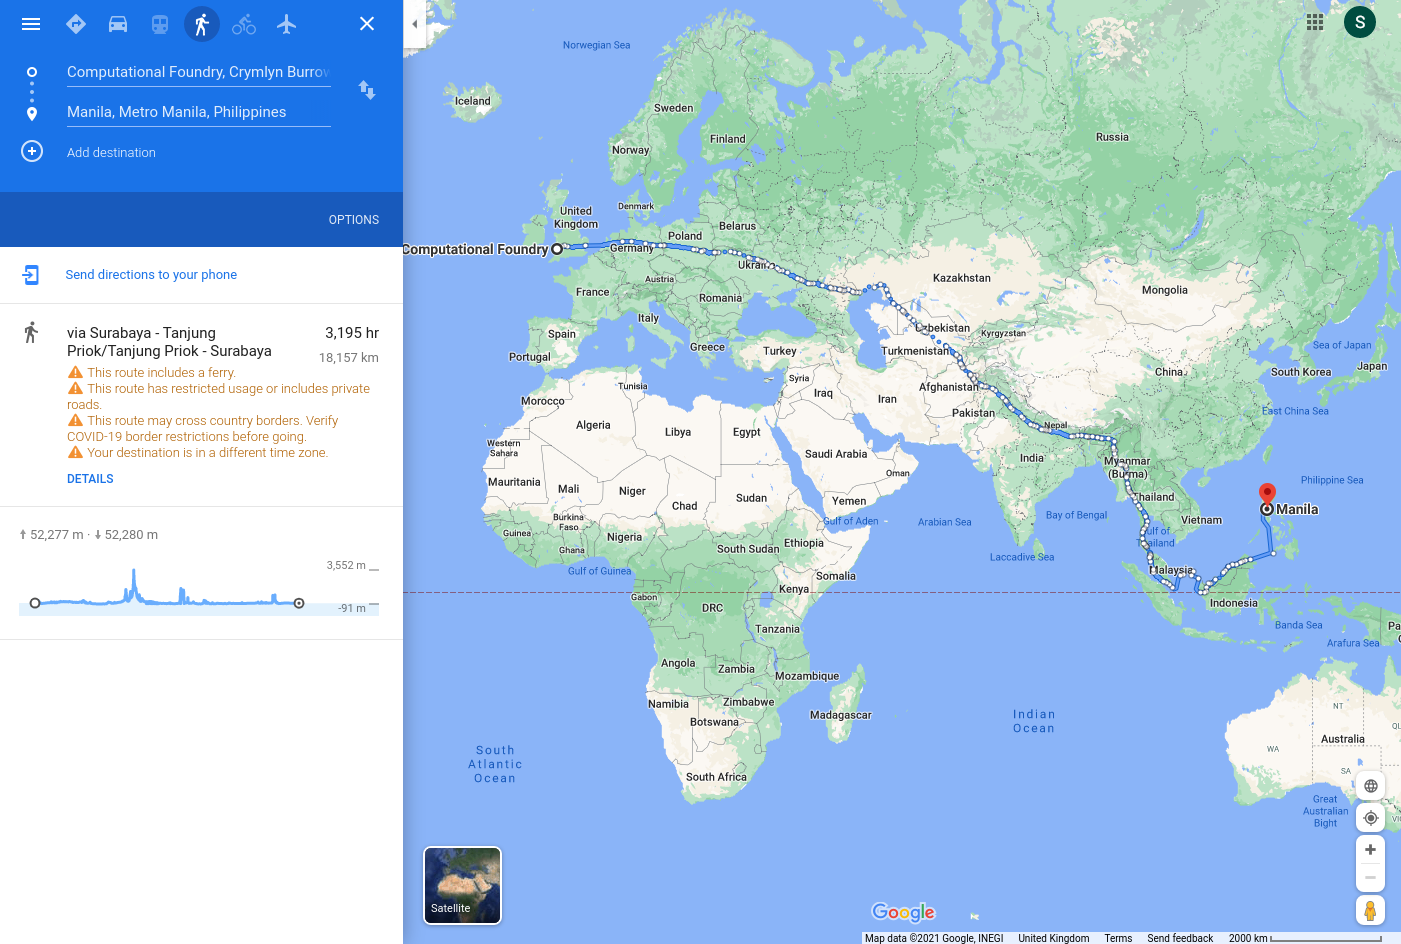 Computational Foundry, Crymlyn Burrow
Manila, Metro Manila, Philippines
Add destination
OPTIONS
Send directions to your phone
via Surabaya - Tanjung
Priok/Tanjung Priok - Surabaya
3,195 hr
18,157 km
This route includes a ferry.
This route has restricted usage or includes private
roads.
This route may cross country borders. Verify
COVID-19 border restrictions before going.
Your destination is in a different time zone.
DETAILS
52,277 m · 52,280 m
3,552 m
-91 m
S
Norwegian Sea
Iceland
Sweden
Finland
Norway
Russia
United
Kingdom
Denmark
Belarus
Poland
Computational Foundry
Germany
Ukraine
Austria
France
Romania
Kazakhstan
Mongolia
Italy
Spain
Portugal
Greece
Turkey
Uzbekistan
Kyrgyzstan
Turkmenistan
Sea of Japan
Japan
South Korea
China
Syria
Tunisia
Afghanistan
Iraq
Iran
Morocco
Pakistan
East China Sea
Algeria
Libya
Egypt
Nepal
Western
Sahara
Saudi Arabia
India
Myanmar
(Burma)
Oman
Mauritania
Mali
Niger
Chad
Sudan
Yemen
Thailand
Philippine Sea
Manila
Burkina
Faso
Gulf of Aden
Arabian Sea
Bay of Bengal
Vietnam
Guinea
Nigeria
Ghana
Ethiopia
South Sudan
Gulf of
Thailand
Laccadive Sea
Gulf of Guinea
Somalia
Malaysia
Kenya
Gabon
DRC
Indonesia
Tanzania
Banda Sea
Pa
Arafura Sea
Angola
Zambia
Mozambique
Namibia
Zimbabwe
Botswana
Madagascar
Indian
Ocean
NT
South
Atlantic
Ocean
South Africa
WA
Australia
QU
SA
Great
Australian
Bight
VI
Satellite
Google
Map data ©2021 Google, INEGI
United Kingdom
Terms
Send feedback
2000 km